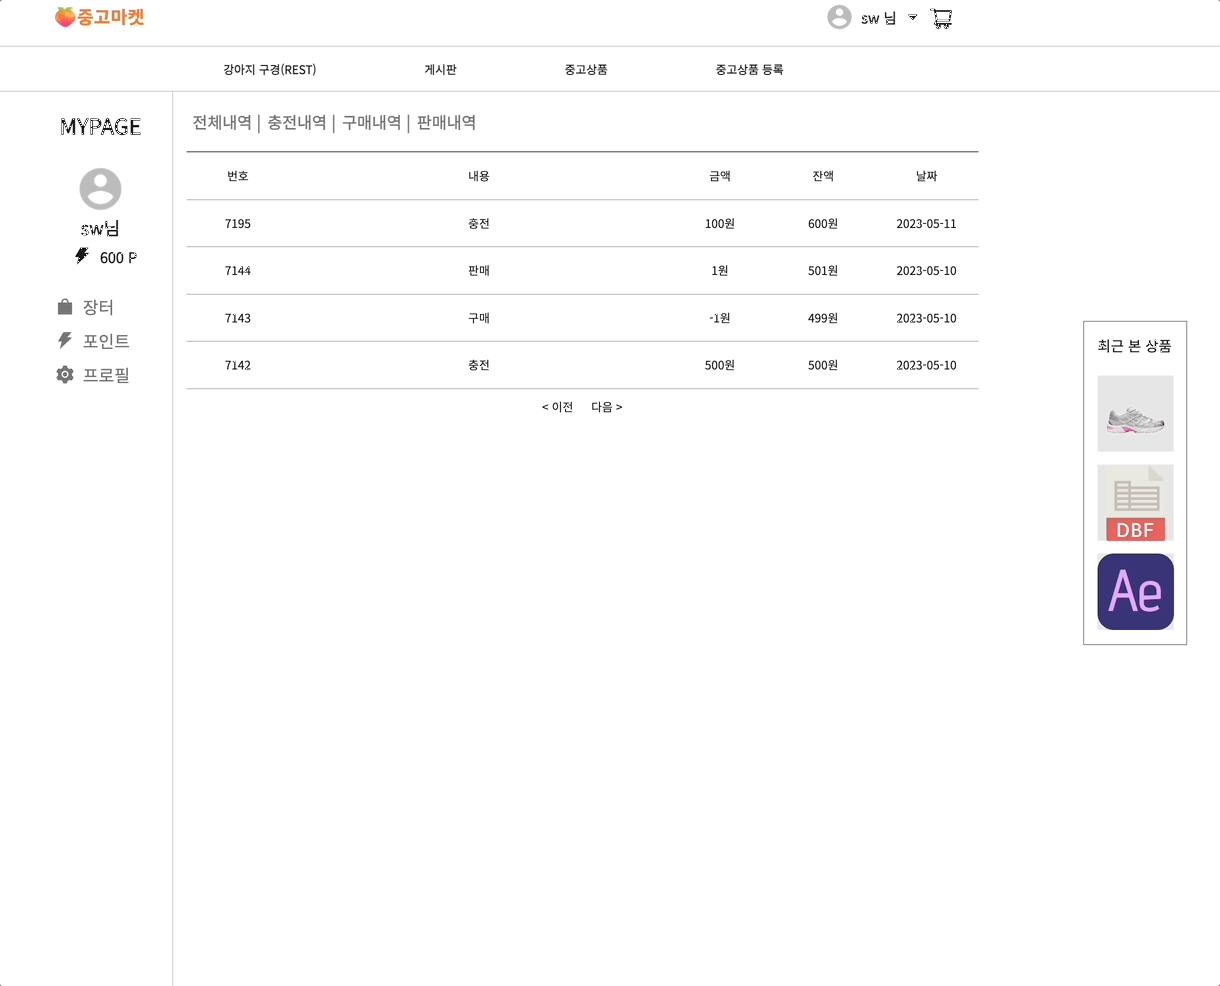 중고마켓
sw 님
강아지 구경(REST) 게시판 중고상품 중고상품 등록
MYPAGE
sw님
600 P
장터
포인트
프로필
전체내역 | 충전내역 | 구매내역 | 판매내역
번호 내용 금액 잔액 날짜
7195 충전 100원 600원 2023-05-11
7144 판매 1원 501원 2023-05-10
7143 구매 -1원 499원 2023-05-10
7142 충전 500원 500원 2023-05-10
< 이전 다음 >
최근 본 상품
DBF
Ae